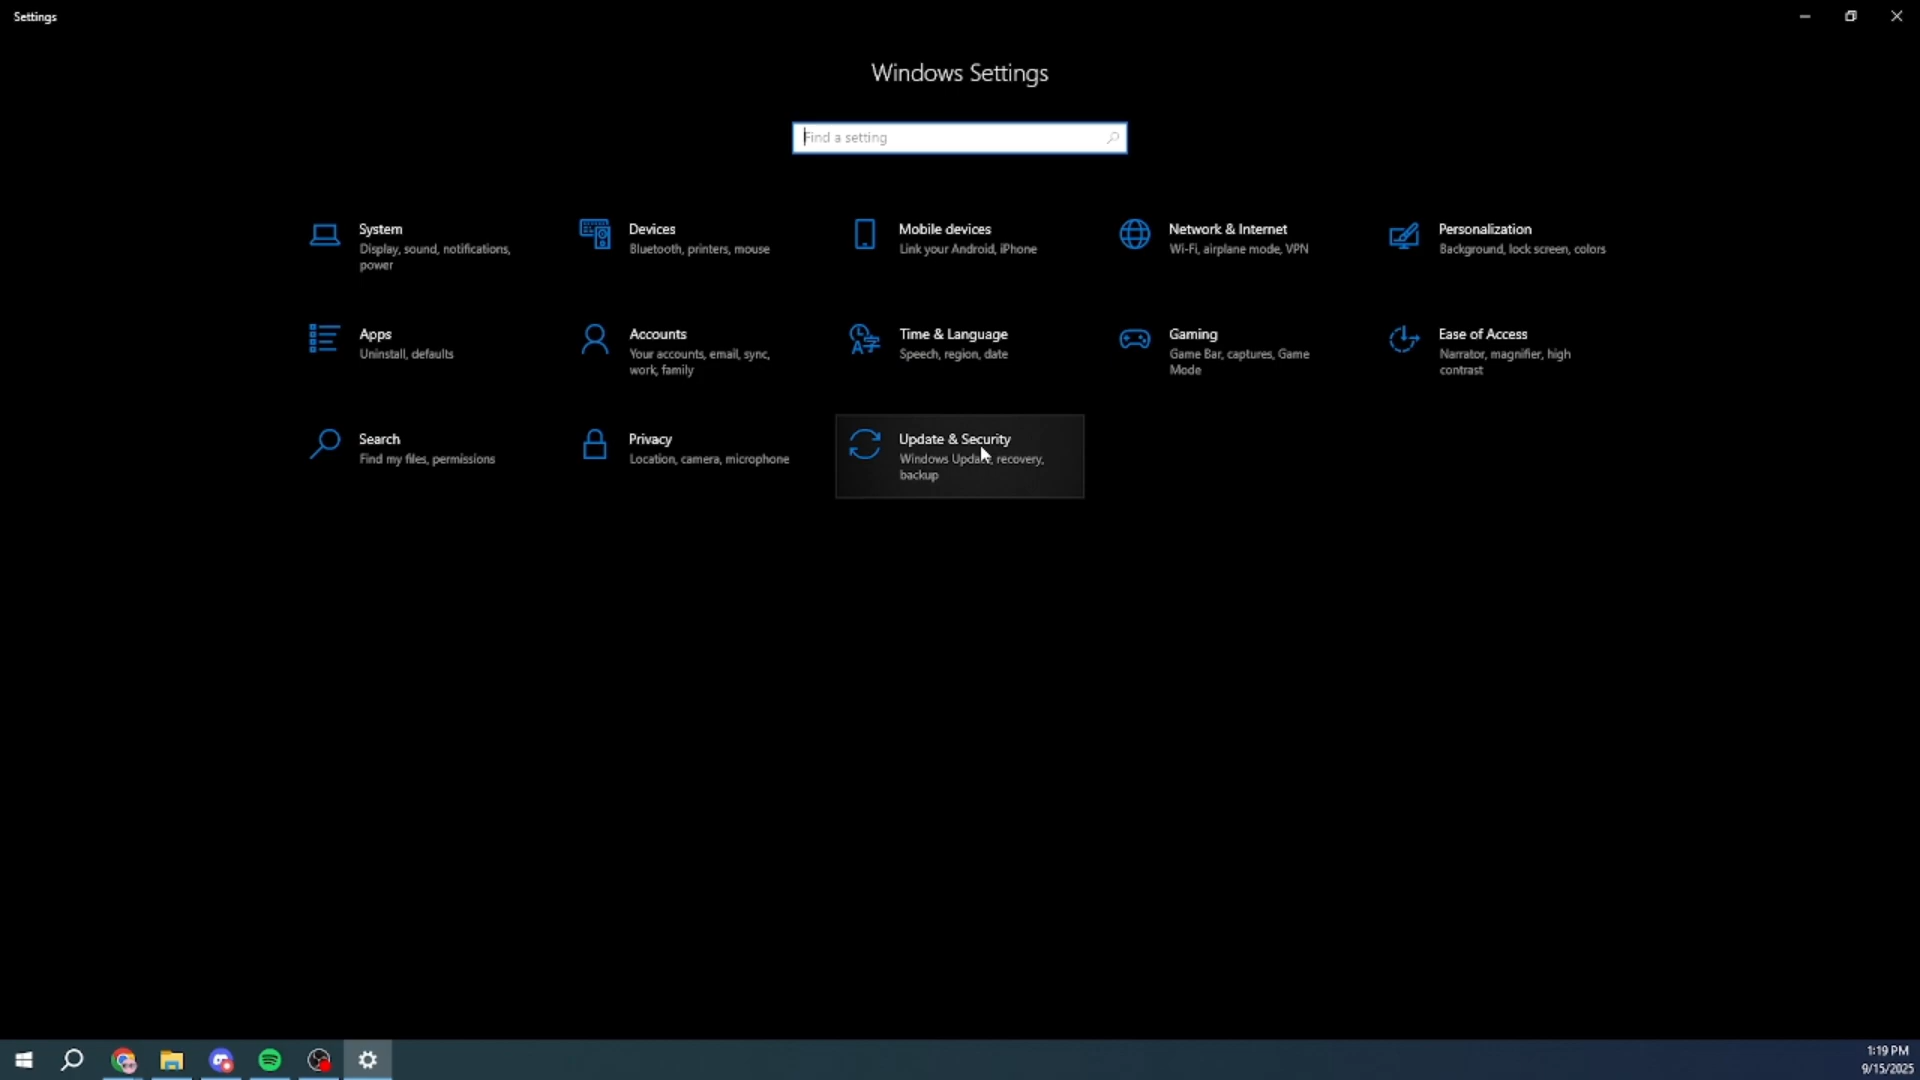 Settings
Windows Settings
Find a setting
System
Display, sound, notifications,
power
Devices
Bluetooth, printers, mouse
Mobile devices
Link your Android, iPhone
Network & Internet
Wi-Fi, airplane mode, VPN
Personalization
Background, lock screen, colors
Apps
Uninstall, defaults
Accounts
Your accounts, email, sync,
work, family
Time & Language
Speech, region, date
Gaming
Game Bar, captures, Game
Mode
Ease of Access
Narrator, magnifier, high
contrast
Search
Find my files, permissions
Privacy
Location, camera, microphone
Update & Security
Windows Update, recovery,
backup
1:19 PM
9/15/2025